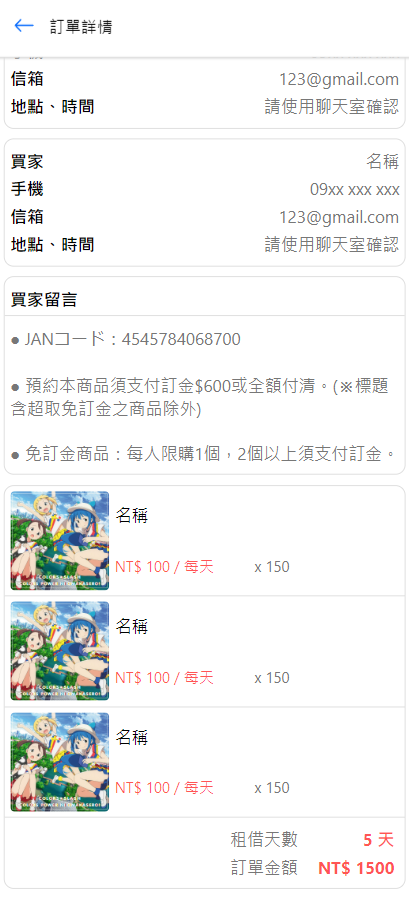 訂單詳情
信箱 123@gmail.com
地點、時間 請使用聊天室確認
買家 名稱
手機 09xx xxx xxx
信箱 123@gmail.com
地點、時間 請使用聊天室確認
買家留言
● JANコード：4545784068700
● 預約本商品須支付訂金$600或全額付清。(※標題
含超取免訂金之商品除外)
● 免訂金商品：每人限購1個，2個以上須支付訂金。
名稱
NT$ 100 / 每天 x 150
名稱
NT$ 100 / 每天 x 150
名稱
NT$ 100 / 每天 x 150
租借天數 5 天
訂單金額 NT$ 1500